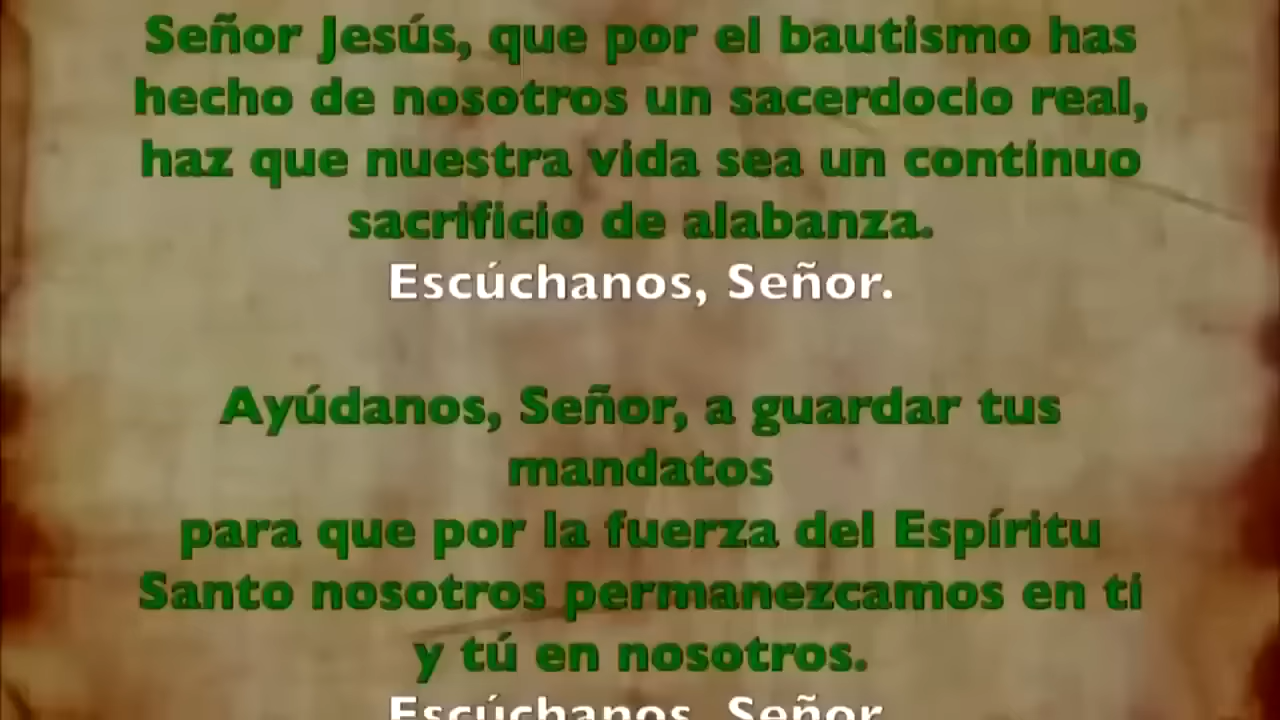 Señor Jesús, que por el bautismo has
hecho de nosotros un sacerdocio real,
haz que nuestra vida sea un continuo
sacrificio de alabanza.
Escúchanos, Señor.
Ayúdanos, Señor, a guardar tus
mandatos
para que por la fuerza del Espíritu
Santo nosotros permanezcamos en ti
y tú en nosotros.
Escúchanos, Señor.